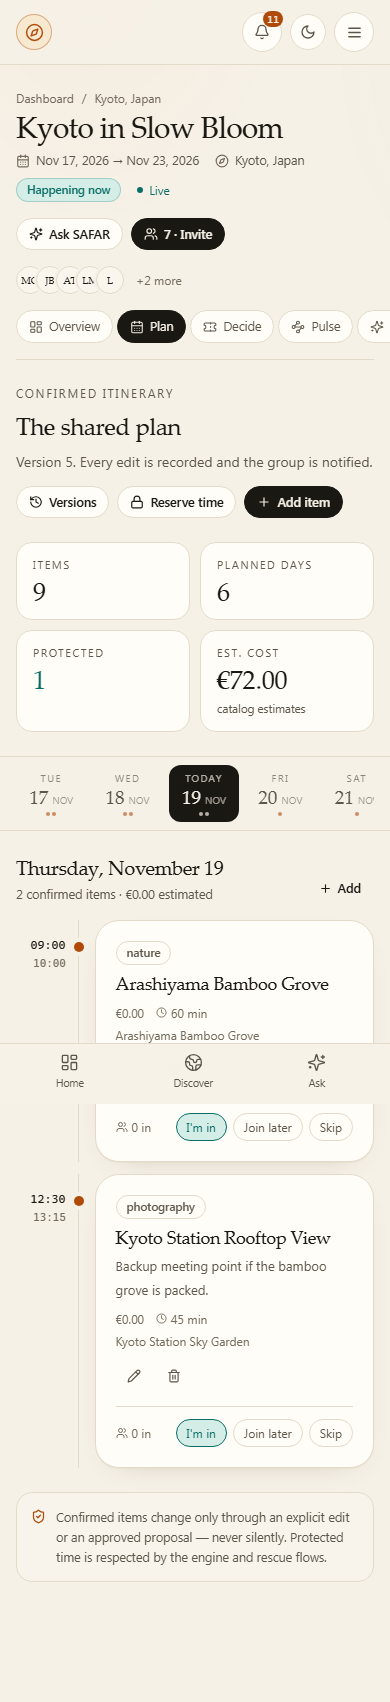 11
Dashboard / Kyoto, Japan
Kyoto in Slow Bloom
Nov 17, 2026 → Nov 23, 2026 Kyoto, Japan
Happening now • Live
Ask SAFAR 7 · Invite
JB L +2 more
Overview Plan Decide Pulse
CONFIRMED ITINERARY
The shared plan
Version 5. Every edit is recorded and the group is notified.
Versions Reserve time + Add item
ITEMS PLANNED DAYS
9 6
PROTECTED EST. COST
1 €72.00
catalog estimates
TUE WED TODAY FRI SAT
17 NOV 18 NOV 19 NOV 20 NOV 21
Thursday, November 19
2 confirmed items · €0.00 estimated + Add
09:00 nature
10:00
Arashiyama Bamboo Grove
€0.00 60 min
Arashiyama Bamboo Grove
Home Discover Ask
0 in I'm in Join later Skip
12:30 photography
13:15
Kyoto Station Rooftop View
Backup meeting point if the bamboo
grove is packed.
€0.00 45 min
Kyoto Station Sky Garden
0 in I'm in Join later Skip
Confirmed items change only through an explicit edit
or an approved proposal — never silently. Protected
time is respected by the engine and rescue flows.